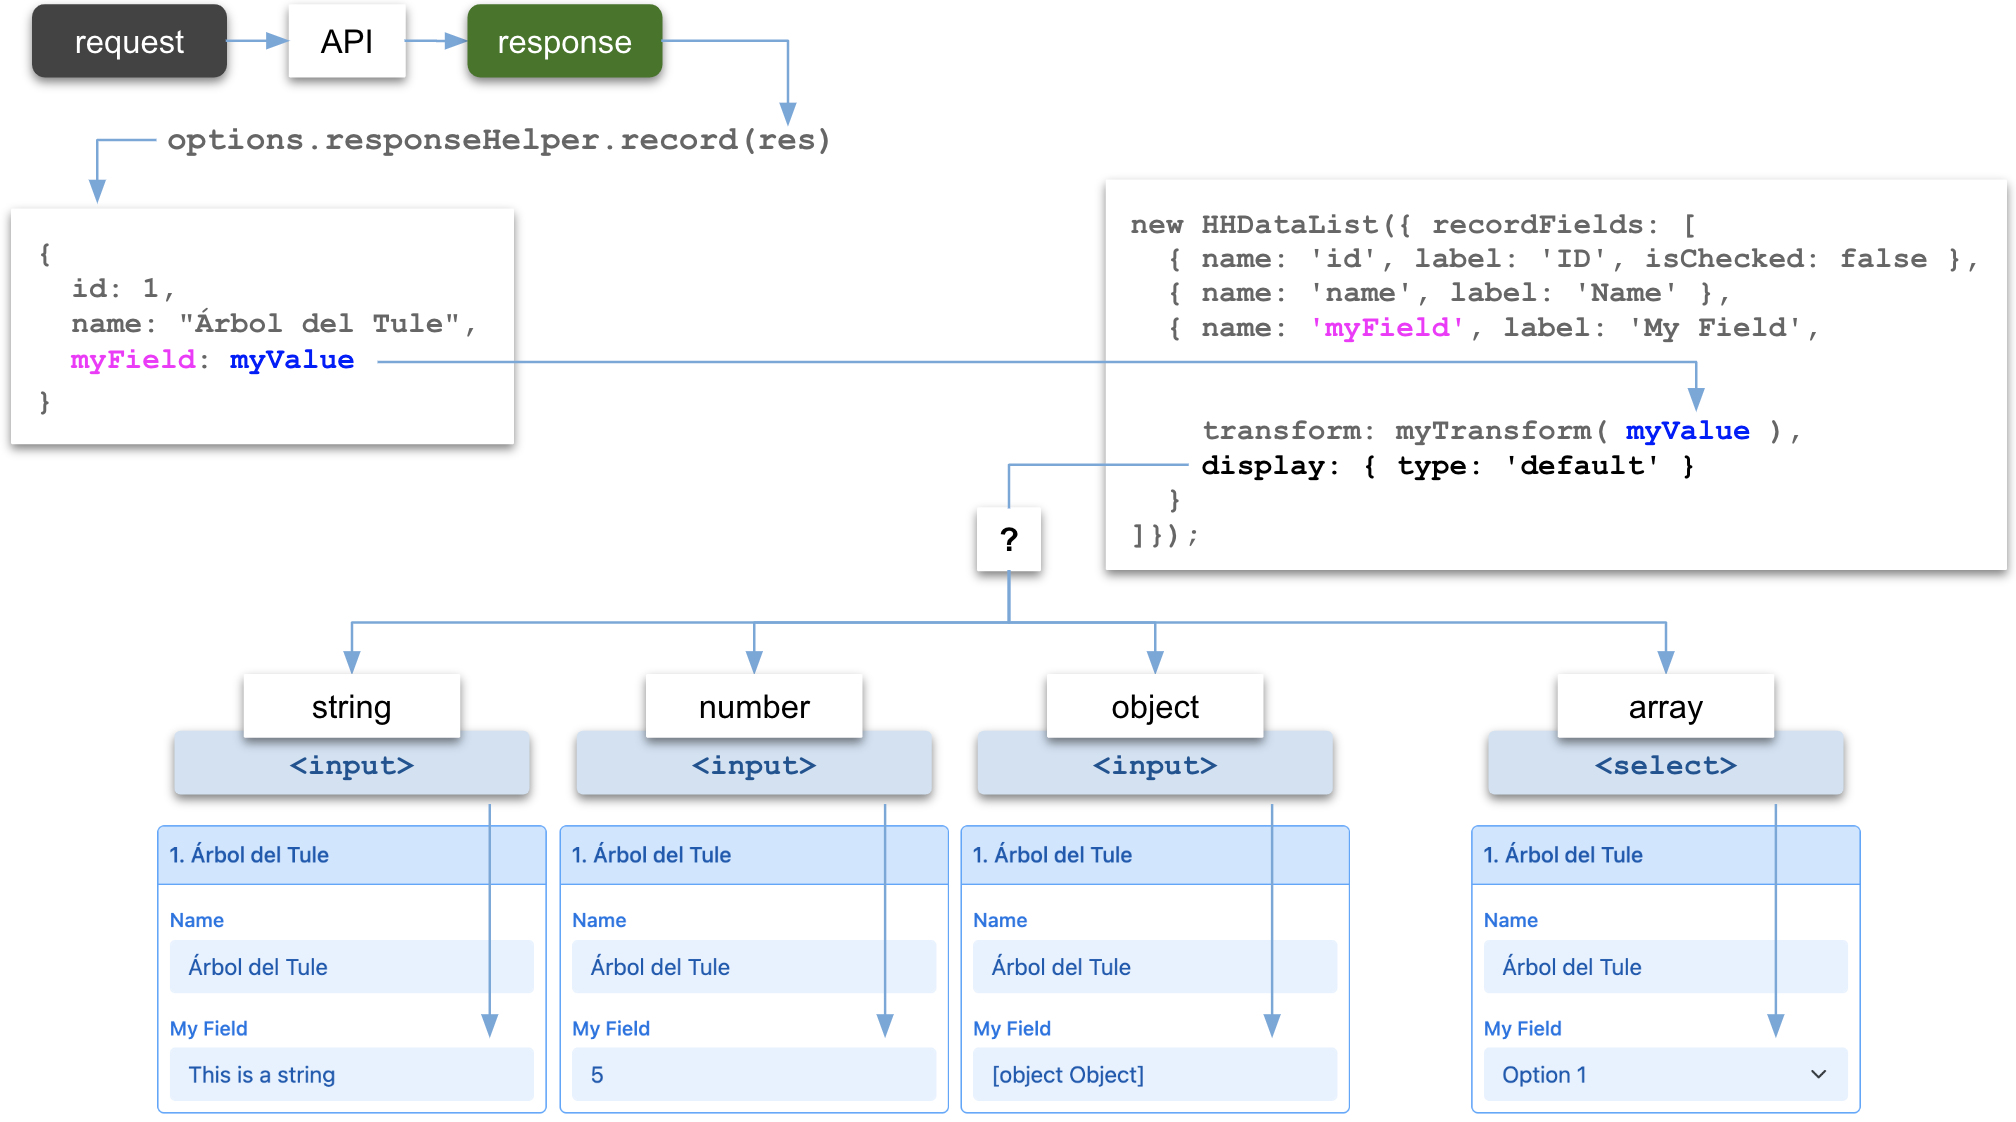 request
API
response
options.responseHelper.record(res)
{
id: 1,
name: "Árbol del Tule",
myField: myValue
}
new HHDataList({ recordFields: [
{ name: 'id', label: 'ID', isChecked: false },
{ name: 'name', label: 'Name' },
{ name: 'myField', label: 'My Field',
transform: myTransform( myValue ),
display: { type: 'default' }
}
]});
?
string
<input>
1. Árbol del Tule
Name
Árbol del Tule
My Field
This is a string
number
<input>
1. Árbol del Tule
Name
Árbol del Tule
My Field
5
object
<input>
1. Árbol del Tule
Name
Árbol del Tule
My Field
[object Object]
array
<select>
1. Árbol del Tule
Name
Árbol del Tule
My Field
Option 1